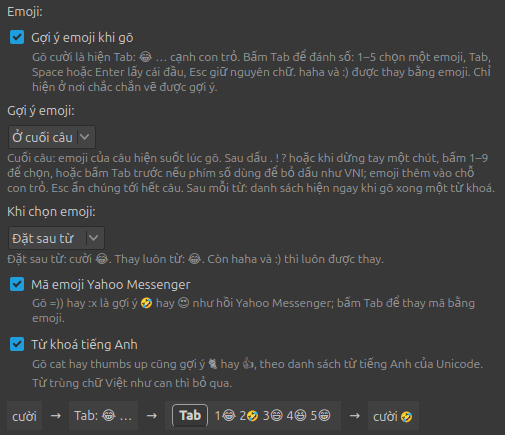 Emoji:
Gợi ý emoji khi gõ
Gõ cười là hiện Tab: 😂 … cạnh con trỏ. Bấm Tab để đánh số: 1–5 chọn một emoji, Tab,
Space hoặc Enter lấy cái đầu, Esc giữ nguyên chữ. haha và :) được thay bằng emoji. Chỉ
hiện ở nơi chắc chắn vẽ được gợi ý.
Gợi ý emoji:
Ở cuối câu
Cuối câu: emoji của câu hiện suốt lúc gõ. Sau dấu . ! ? hoặc khi dừng tay một chút, bấm 1–9
để chọn, hoặc bấm Tab trước nếu phím số dùng để bỏ dấu như VNI; emoji thêm vào chỗ
con trỏ. Esc ẩn chúng tới hết câu. Sau mỗi từ: danh sách hiện ngay khi gõ xong một từ khoá.
Khi chọn emoji:
Đặt sau từ
Đặt sau từ: cười 😂. Thay luôn từ: 😂. Còn haha và :) thì luôn được thay.
Mã emoji Yahoo Messenger
Gõ =)) hay :x là gợi ý 🤣 hay 😍 như hồi Yahoo Messenger; bấm Tab để thay mã bằng
emoji.
Từ khoá tiếng Anh
Gõ cat hay thumbs up cũng gợi ý 🐈 hay 👍, theo danh sách từ tiếng Anh của Unicode.
Từ trùng chữ Việt như can thì bỏ qua.
cười → Tab: 😂 … → Tab 1😂 2🤣 3😄 4😆 5😁 → cười 🤣